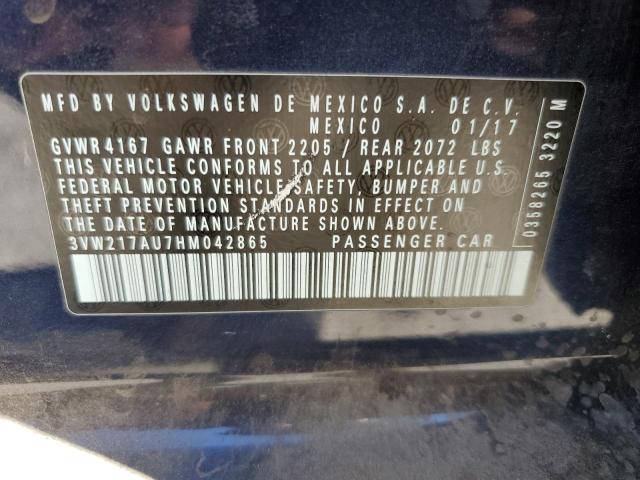 MFD BY VOLKSWAGEN DE MEXICO S.A. DE C.V.
MEXICO 01/17
GVWR 4167 GAWR FRONT 2205 / REAR 2072 LBS
THIS VEHICLE CONFORMS TO ALL APPLICABLE U.S.
FEDERAL MOTOR VEHICLE SAFETY, BUMPER AND
THEFT PREVENTION STANDARDS IN EFFECT ON
THE DATE OF MANUFACTURE SHOWN ABOVE.
3VW217AU7HM042865 PASSENGER CAR
0358265 3220 M